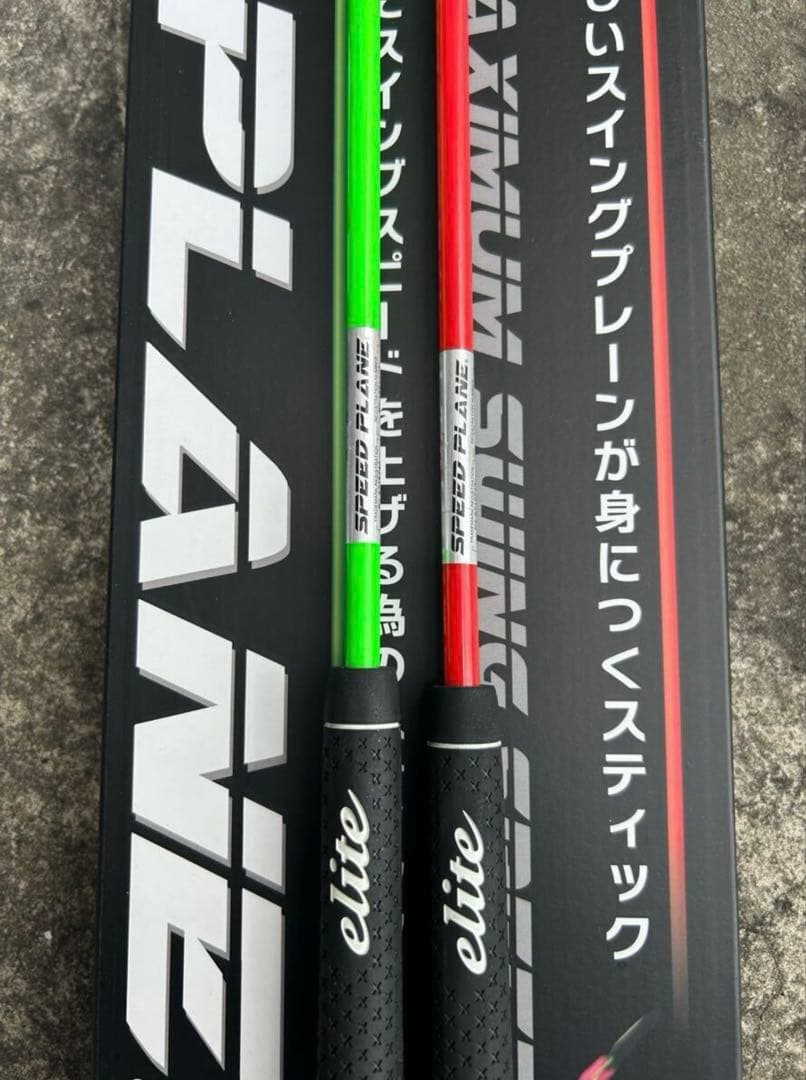 PLANE
スイングスピードを上げる為の
MAXIMUM SWING
しいスイングプレーンが身につくスティック
SPEED PLANE
SPEED PLANE
elite
elite